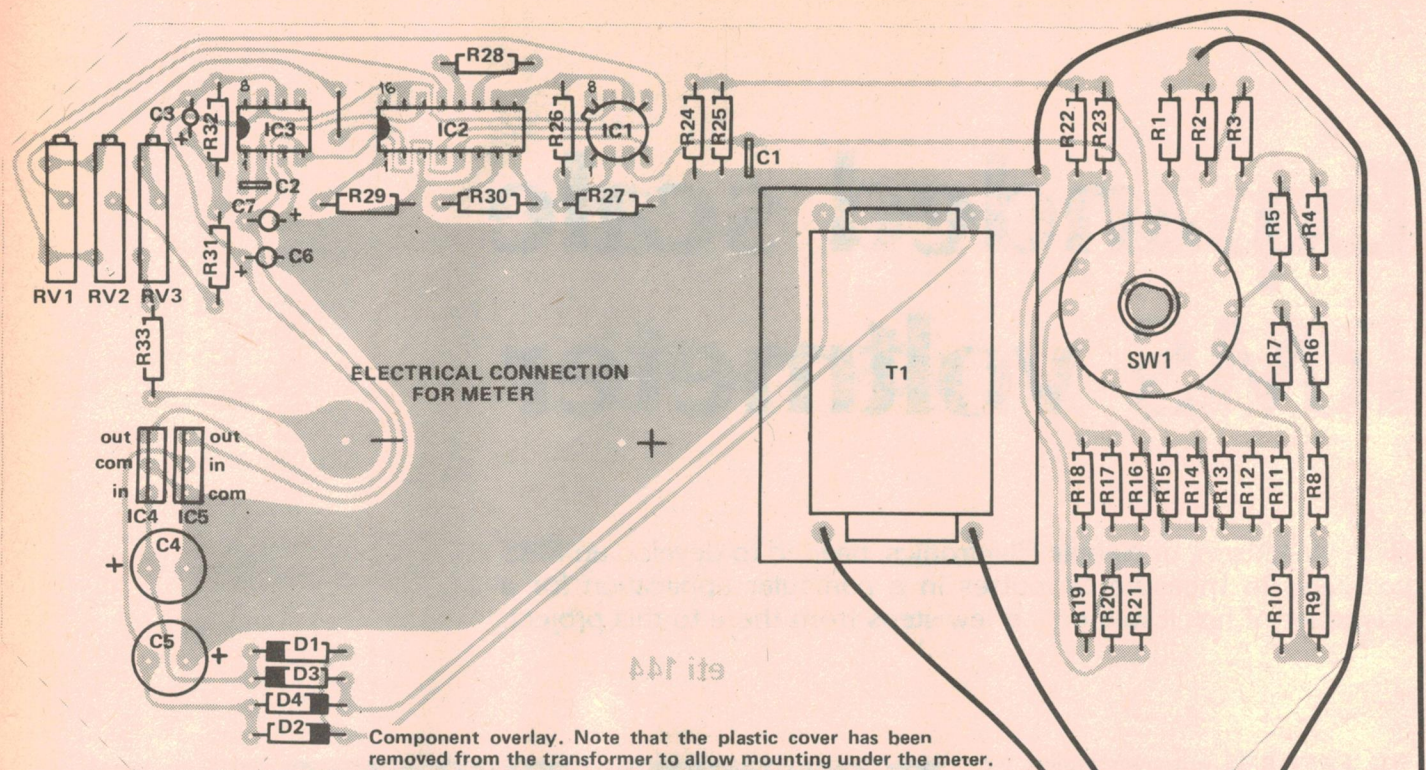 R28
8
16
8
C3
+
R32
IC3
IC2
R26
IC1
R24
R25
R22
R23
R1
R2
R3
1
1
1
C1
C2
R29
R30
R27
C7
+
R5
R4
R31
C6
+
RV1
RV2
RV3
R33
SW1
R7
R6
T1
ELECTRICAL CONNECTION
FOR METER
−
+
out
out
com
in
in
com
IC4
IC5
R18
R17
R16
R15
R14
R13
R12
R11
R8
+
C4
R19
R20
R21
R10
R9
C5
+
D1
D3
D4
D2
eti 144
Component overlay. Note that the plastic cover has been
removed from the transformer to allow mounting under the meter.